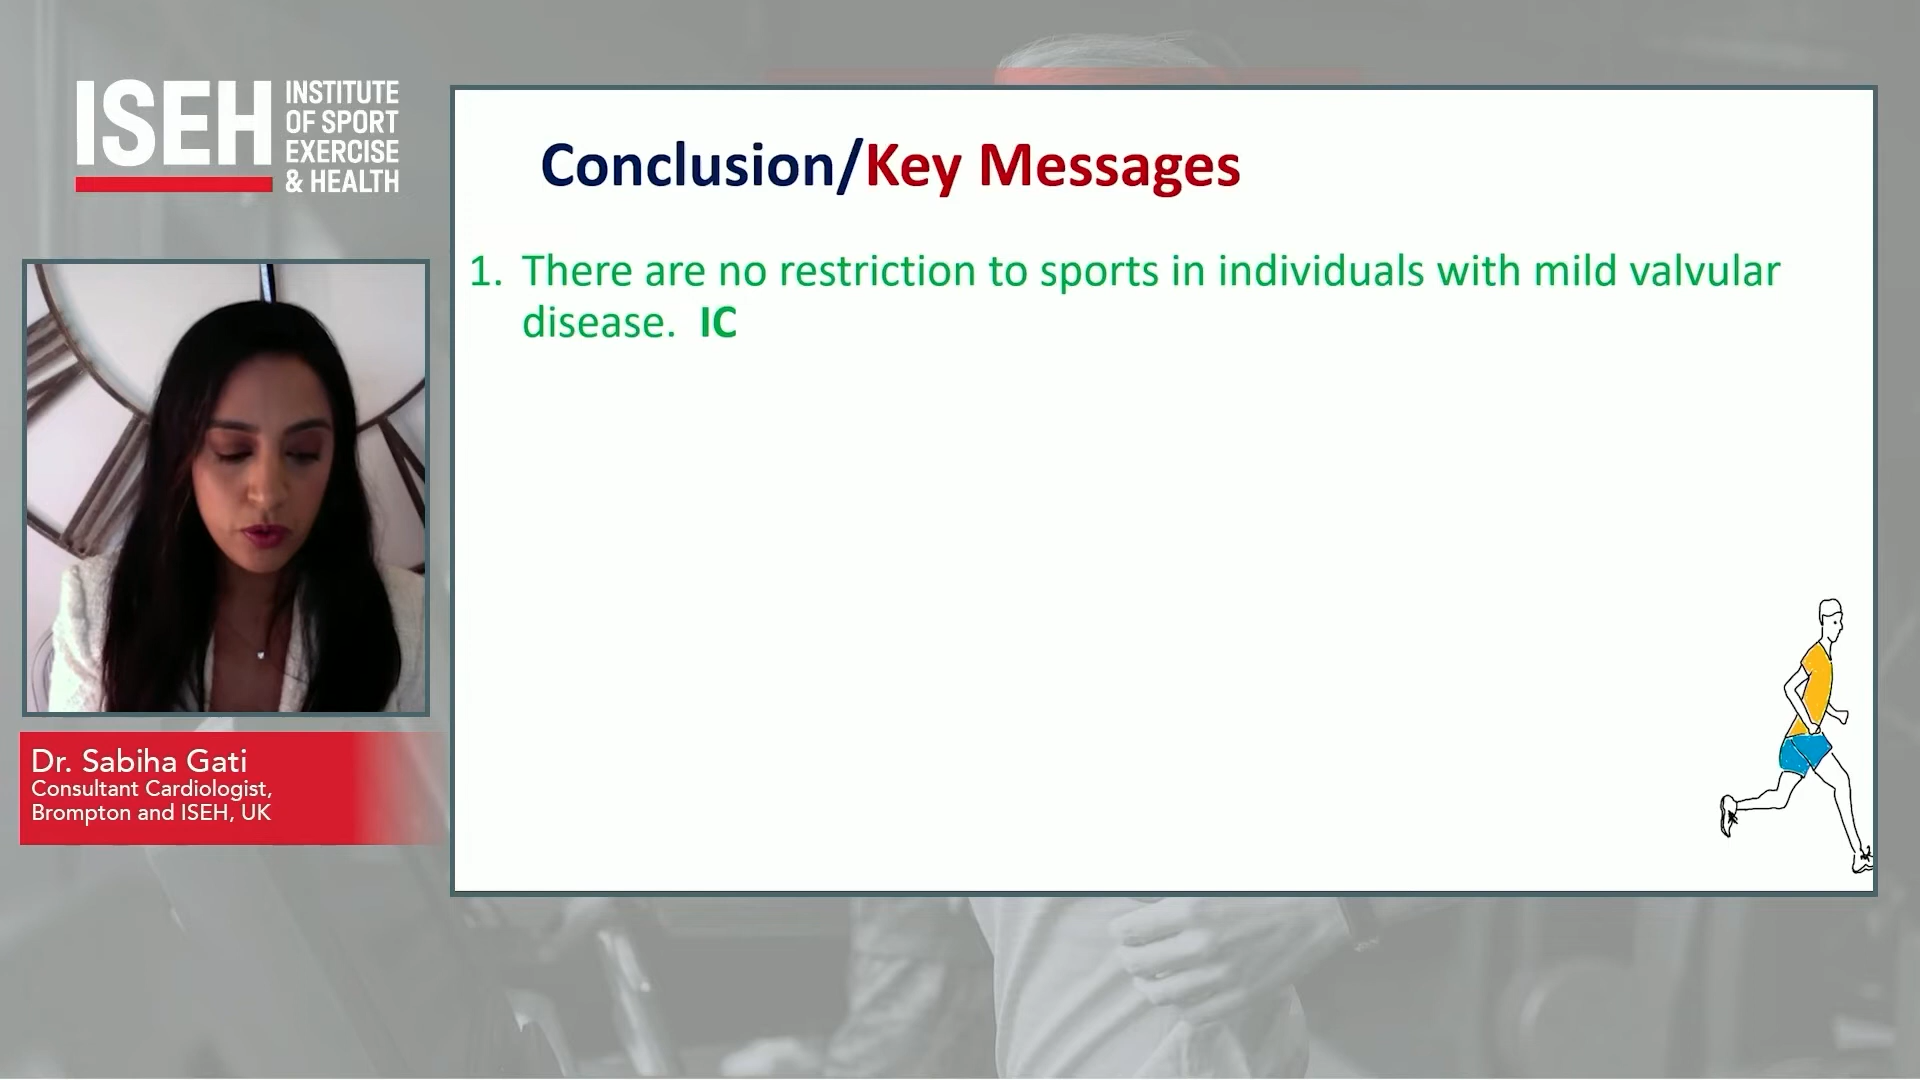 ISEH
INSTITUTE
OF SPORT
EXERCISE
& HEALTH
Conclusion/Key Messages
1. There are no restriction to sports in individuals with mild valvular
disease. IC
Dr. Sabiha Gati
Consultant Cardiologist,
Brompton and ISEH, UK